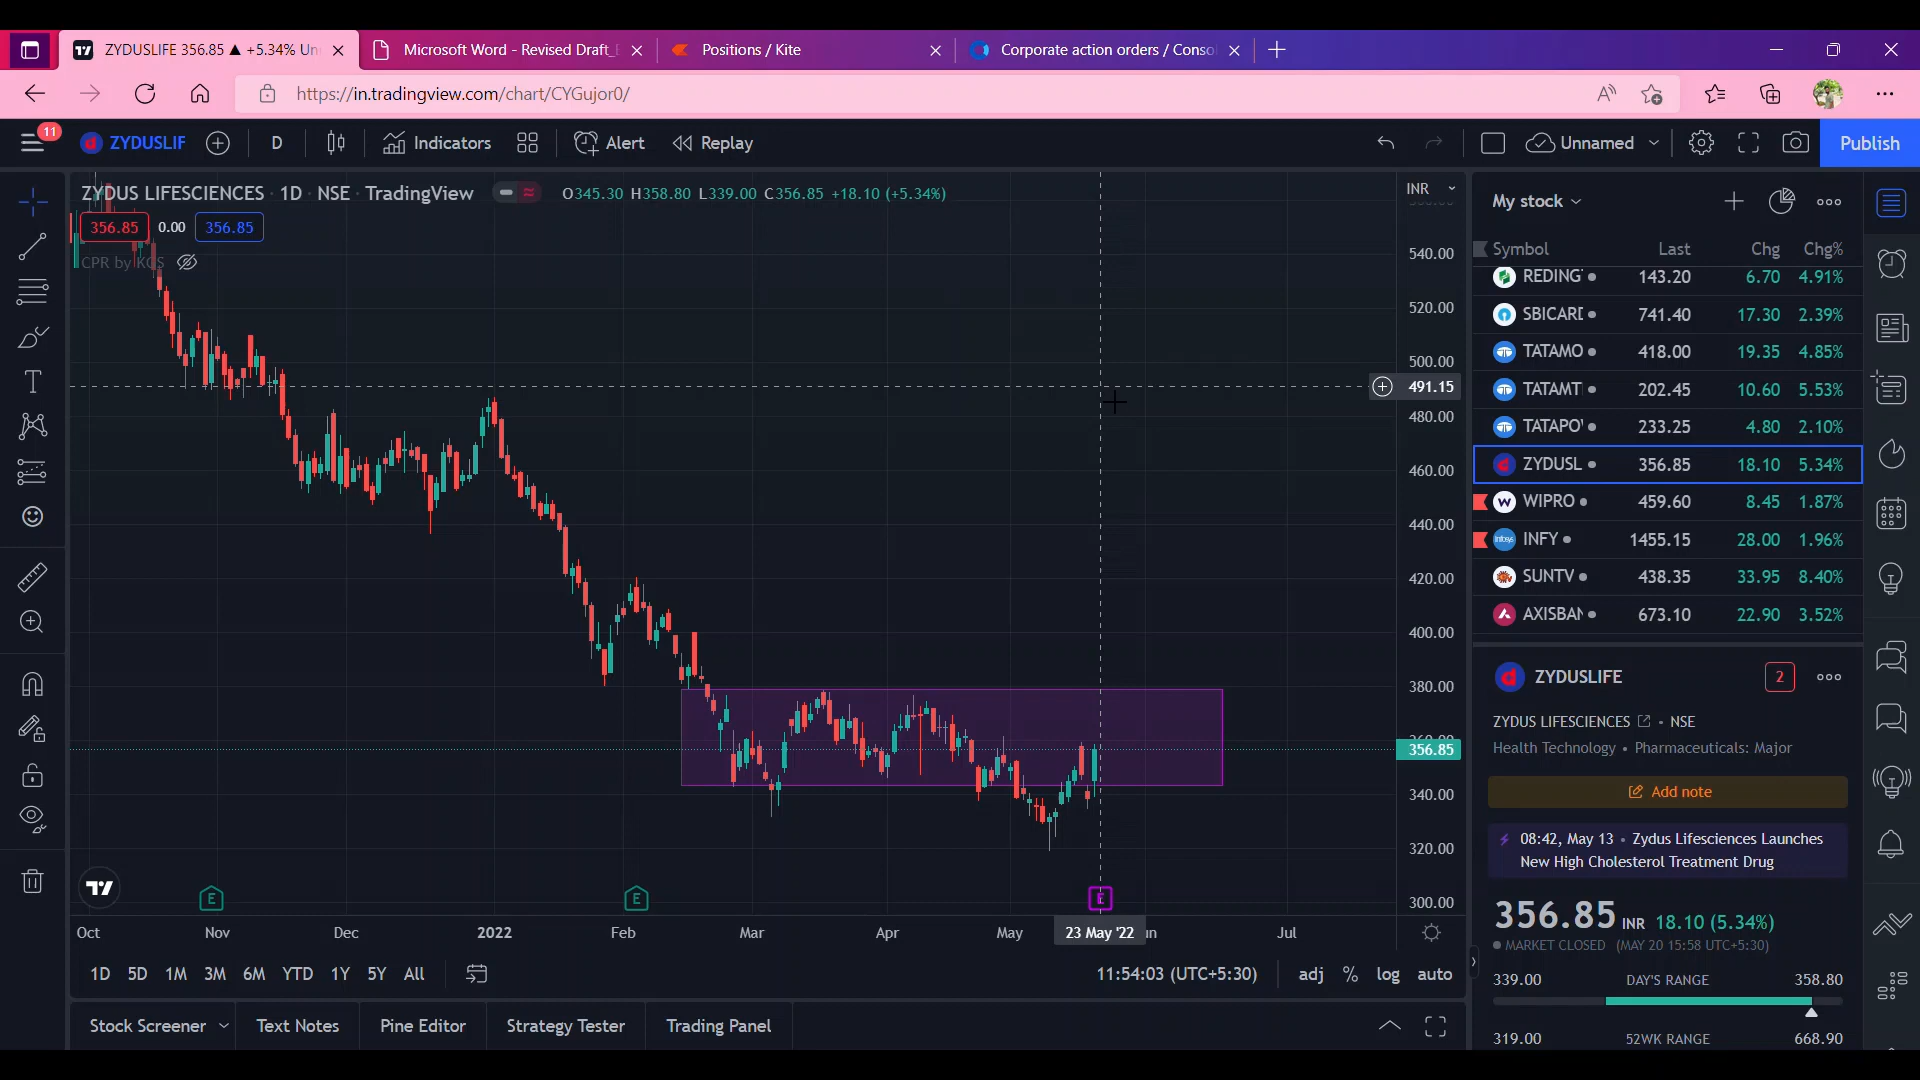 ZYDUSLIFE 356.85 ▲ +5.34% Un
Microsoft Word - Revised Draft_
Positions / Kite
Corporate action orders / Conso
https://in.tradingview.com/chart/CYGujor0/
11
ZYDUSLIF
D
Indicators
Alert
Replay
Unnamed
Publish
ZYDUS LIFESCIENCES · 1D · NSE · TradingView
O345.30 H358.80 L339.00 C356.85 +18.10 (+5.34%)
356.85 0.00 356.85
CPR by KGS
INR
540.00
520.00
500.00
491.15
480.00
460.00
440.00
420.00
400.00
380.00
356.85
340.00
320.00
300.00
E
E
E
Oct Nov Dec 2022 Feb Mar Apr May 23 May '22 Jul
1D 5D 1M 3M 6M YTD 1Y 5Y All
11:54:03 (UTC+5:30) adj % log auto
Stock Screener Text Notes Pine Editor Strategy Tester Trading Panel
My stock
Symbol Last Chg Chg%
REDING 143.20 6.70 4.91%
SBICARD 741.40 17.30 2.39%
TATAMO 418.00 19.35 4.85%
TATAMT 202.45 10.60 5.53%
TATAPO 233.25 4.80 2.10%
ZYDUSL 356.85 18.10 5.34%
WIPRO 459.60 8.45 1.87%
INFY 1455.15 28.00 1.96%
SUNTV 438.35 33.95 8.40%
AXISBAN 673.10 22.90 3.52%
ZYDUSLIFE 2
ZYDUS LIFESCIENCES • NSE
Health Technology • Pharmaceuticals: Major
Add note
08:42, May 13 • Zydus Lifesciences Launches
New High Cholesterol Treatment Drug
356.85 INR 18.10 (5.34%)
MARKET CLOSED (MAY 20 15:58 UTC+5:30)
339.00 DAY'S RANGE 358.80
319.00 52WK RANGE 668.90